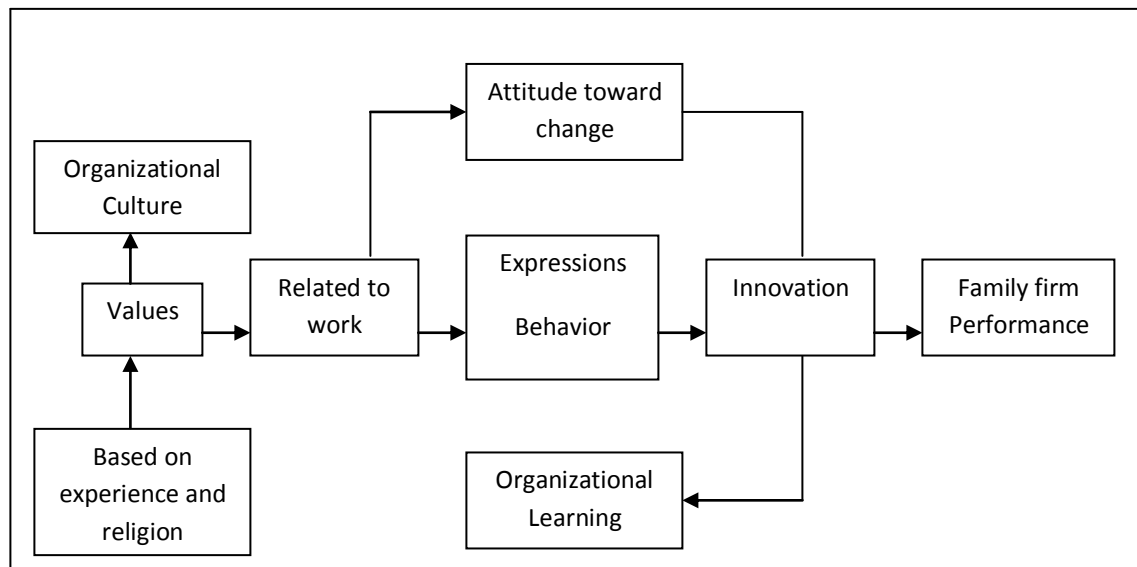 Attitude toward
change
Organizational
Culture
Values
Related to
work
Expressions
Behavior
Innovation
Family firm
Performance
Based on
experience and
religion
Organizational
Learning